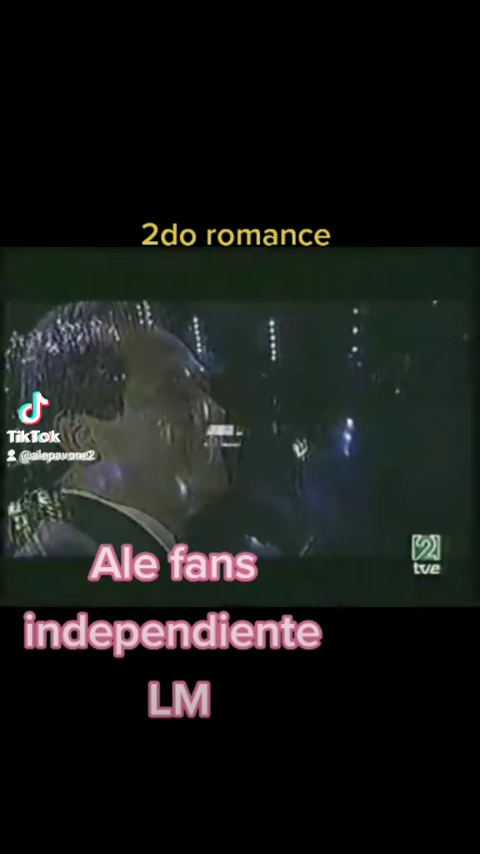 2do romance
TikTok
@alepavone2
2
tve
Ale fans
independiente
LM